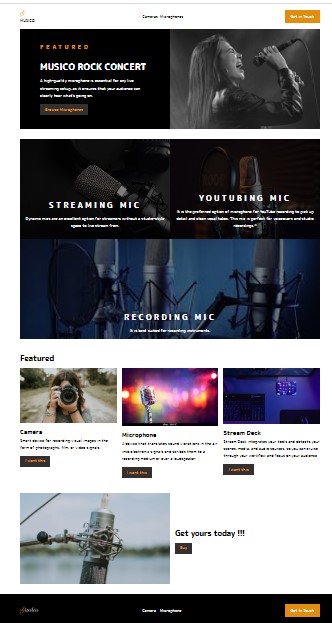 MUSICO
Cameras Microphones
Get in Touch
FEATURED
MUSICO ROCK CONCERT
A high-quality microphone is essential for any live
streaming setup, as it ensures that your audience can
clearly hear what's going on.
Browse Microphones
STREAMING MIC
Dynamic mics are an excellent option for streamers without a studio-style
space to live stream from.
YOUTUBING MIC
It is the preferred option of microphone for YouTube recording to pick up
detail and clean vocal takes. This mic is perfect for voiceovers and studio
recordings.
RECORDING MIC
It is best suited for recording instruments.
Featured
Camera
Smart device for recording visual images in the
form of photographs, film, or video signals.
I want this
Microphone
A device that translates sound vibrations in the air
into electronic signals and scribes them to a
recording medium or over a loudspeaker.
I want this
Stream Deck
Stream Deck integrates your tools and detects your
scenes, media, and audio sources, so you can
through your workflow and focus on your audience.
I want this
Get yours today !!!
Buy
Studio
Camera Microphone
Get in Touch